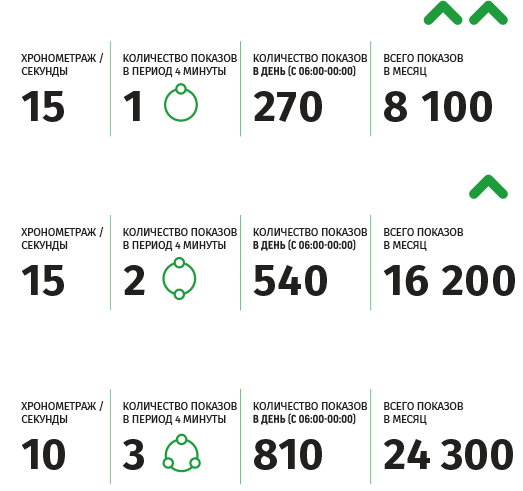 ХРОНОМЕТРАЖ / СЕКУНДЫ
15
КОЛИЧЕСТВО ПОКАЗОВ
В ПЕРИОД 4 МИНУТЫ
1
КОЛИЧЕСТВО ПОКАЗОВ
В ДЕНЬ (С 06:00-00:00)
270
ВСЕГО ПОКАЗОВ
В МЕСЯЦ
8 100
ХРОНОМЕТРАЖ /
СЕКУНДЫ
15
КОЛИЧЕСТВО ПОКАЗОВ
В ПЕРИОД 4 МИНУТЫ
2
КОЛИЧЕСТВО ПОКАЗОВ
В ДЕНЬ (С 06:00-00:00)
540
ВСЕГО ПОКАЗОВ
В МЕСЯЦ
16 200
ХРОНОМЕТРАЖ /
СЕКУНДЫ
10
КОЛИЧЕСТВО ПОКАЗОВ
В ПЕРИОД 4 МИНУТЫ
3
КОЛИЧЕСТВО ПОКАЗОВ
В ДЕНЬ (С 06:00-00:00)
810
ВСЕГО ПОКАЗОВ
В МЕСЯЦ
24 300